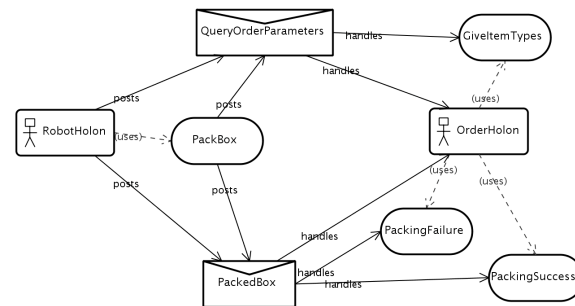 QueryOrderParameters
handles
GiveItemTypes
handles
posts
posts
(uses)
RobotHolon
(uses)
PackBox
OrderHolon
posts
posts
(uses)
(uses)
handles
PackingFailure
handles
handles
PackedBox
PackingSuccess